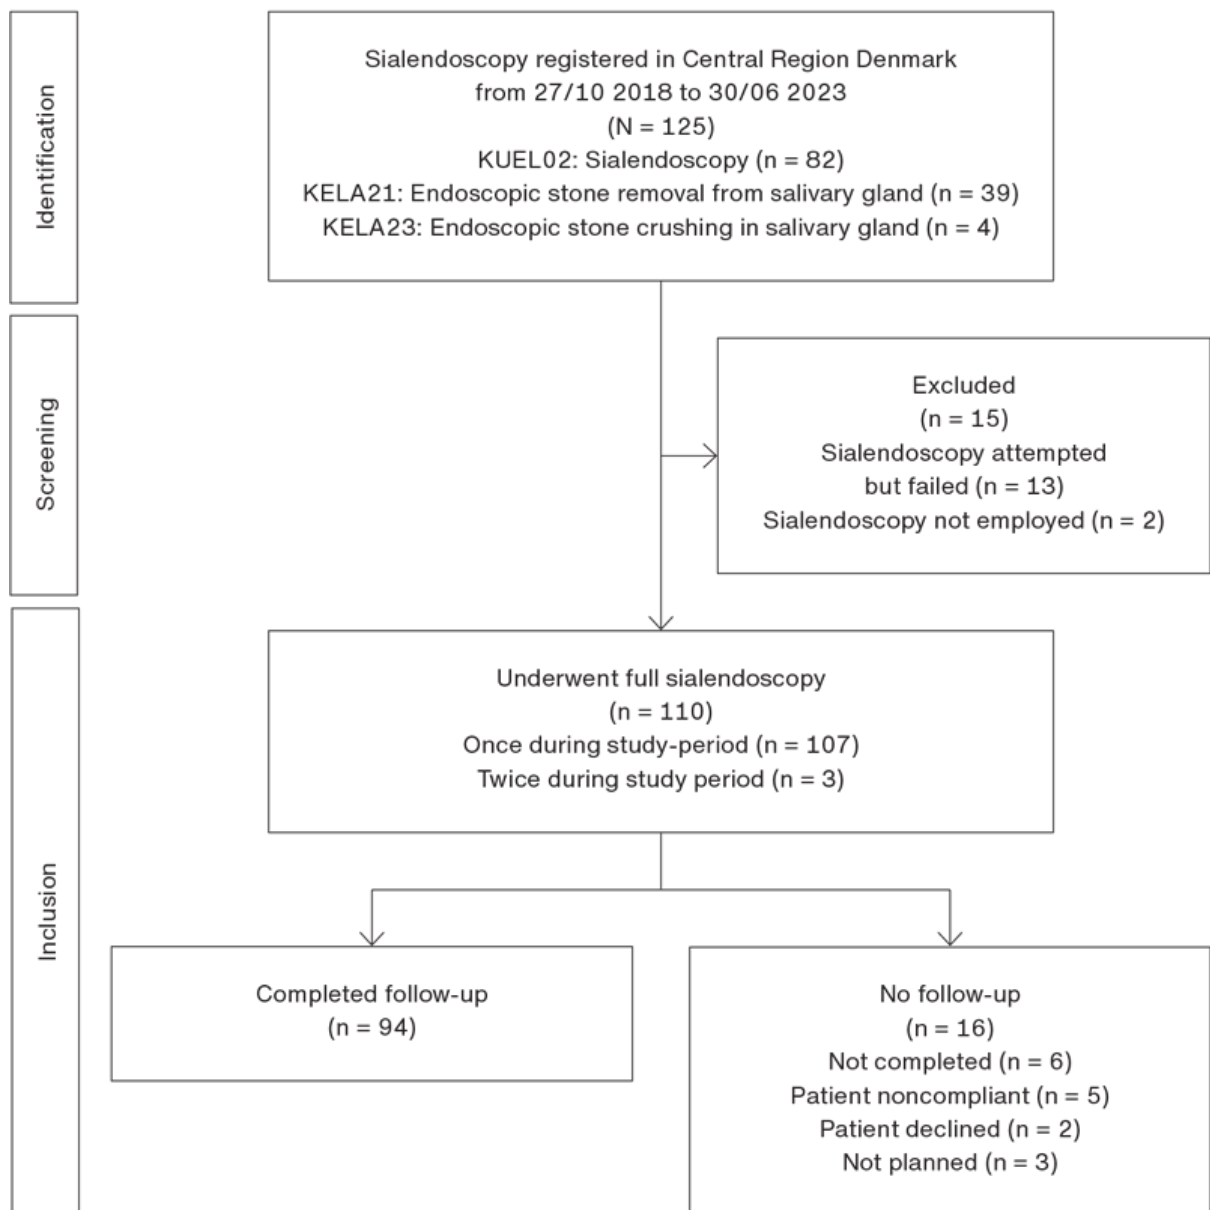 Identification
Sialendoscopy registered in Central Region Denmark
from 27/10 2018 to 30/06 2023
(N = 125)
KUEL02: Sialendoscopy (n = 82)
KELA21: Endoscopic stone removal from salivary gland (n = 39)
KELA23: Endoscopic stone crushing in salivary gland (n = 4)
Screening
Excluded
(n = 15)
Sialendoscopy attempted
but failed (n = 13)
Sialendoscopy not employed (n = 2)
Inclusion
Underwent full sialendoscopy
(n = 110)
Once during study-period (n = 107)
Twice during study period (n = 3)
Completed follow-up
(n = 94)
No follow-up
(n = 16)
Not completed (n = 6)
Patient noncompliant (n = 5)
Patient declined (n = 2)
Not planned (n = 3)